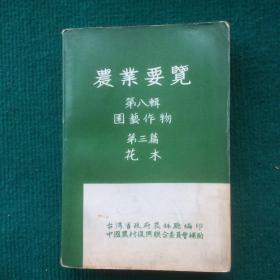 農業要覽
第八輯
園藝作物
第三篇
花木
台灣省政府農林廳編印
中國農村復興聯合委員會補助